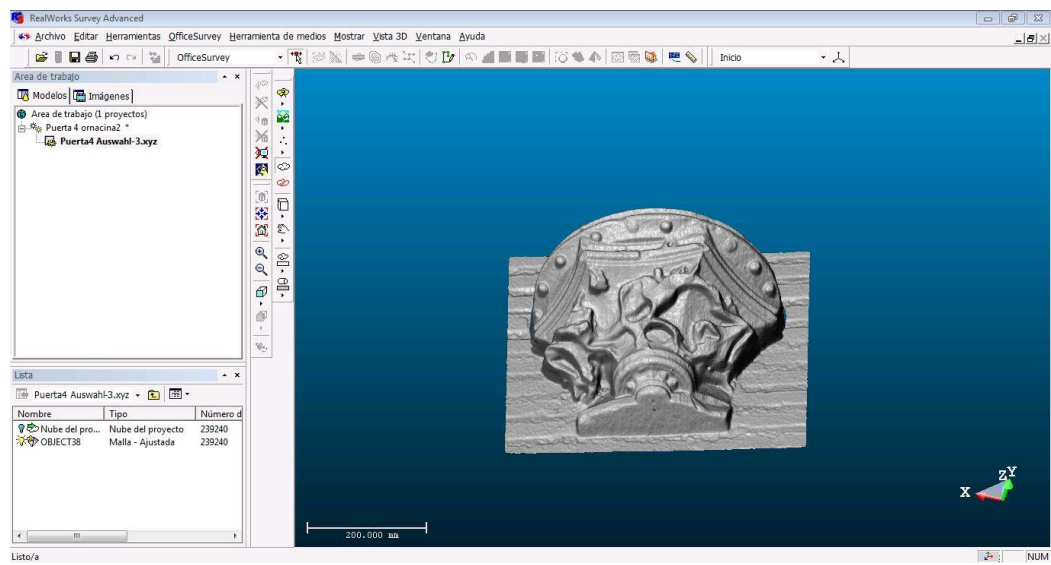 RealWorks Survey Advanced
Archivo Editar Herramientas OfficeSurvey Herramienta de medios Mostrar Vista 3D Ventana Ayuda
OfficeSurvey Inicio
Area de trabajo
Modelos Imágenes
Area de trabajo (1 proyectos)
Puerta 4 ornacina2 *
Puerta4 Auswahl-3.xyz
Lista
Puerta4 Auswahl-3.xyz
Nombre Tipo Número d
Nube del pro... Nube del proyecto 239240
OBJECT38 Malla - Ajustada 239240
X Z Y
200.000 mm
Listo/a NUM